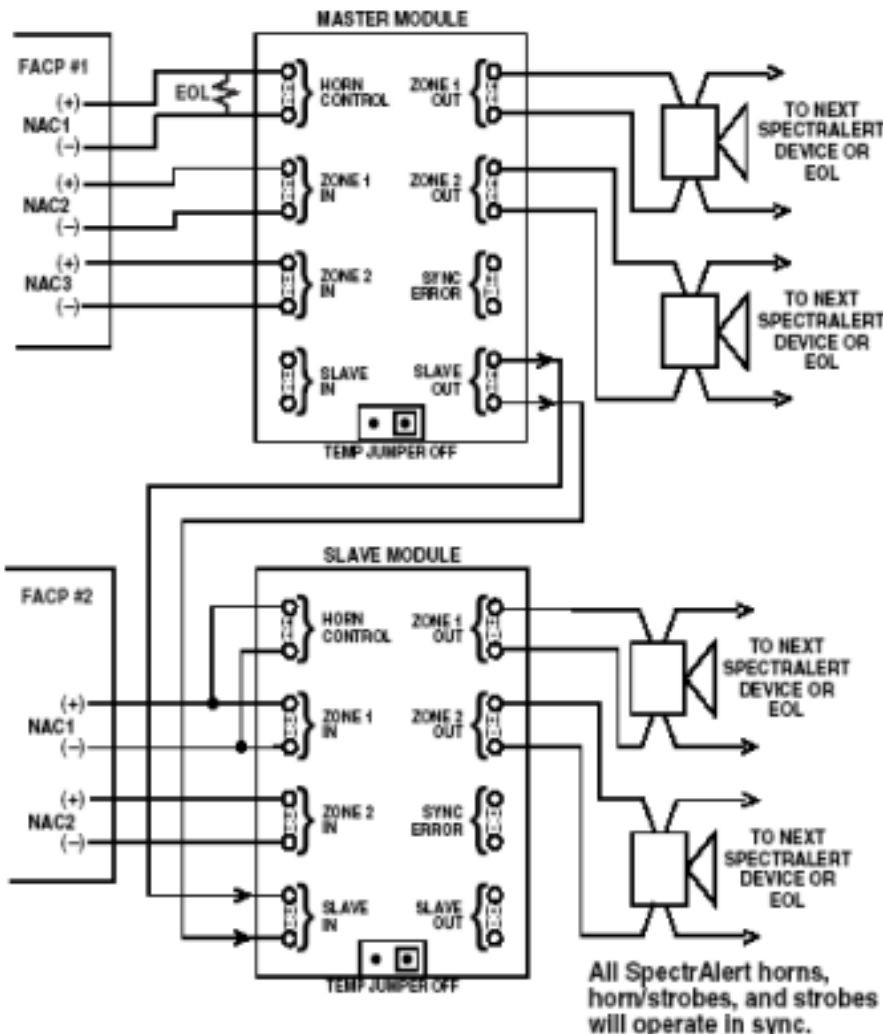 MASTER MODULE
FACP #1
(+)
NAC1
(−)
(+)
NAC2
(−)
(+)
NAC3
(−)
EOL
HORN
CONTROL
ZONE 1
IN
ZONE 2
IN
SLAVE
IN
ZONE 1
OUT
ZONE 2
OUT
SYNC
ERROR
SLAVE
OUT
TEMP JUMPER OFF
TO NEXT
SPECTRALERT
DEVICE OR
EOL
TO NEXT
SPECTRALERT
DEVICE OR
EOL
SLAVE MODULE
FACP #2
(+)
NAC1
(−)
(+)
NAC2
(−)
HORN
CONTROL
ZONE 1
IN
ZONE 2
IN
SLAVE
IN
ZONE 1
OUT
ZONE 2
OUT
SYNC
ERROR
SLAVE
OUT
TEMP JUMPER OFF
TO NEXT
SPECTRALERT
DEVICE OR
EOL
TO NEXT
SPECTRALERT
DEVICE OR
EOL
All SpectrAlert horns,
horn/strobes, and strobes
will operate in sync.